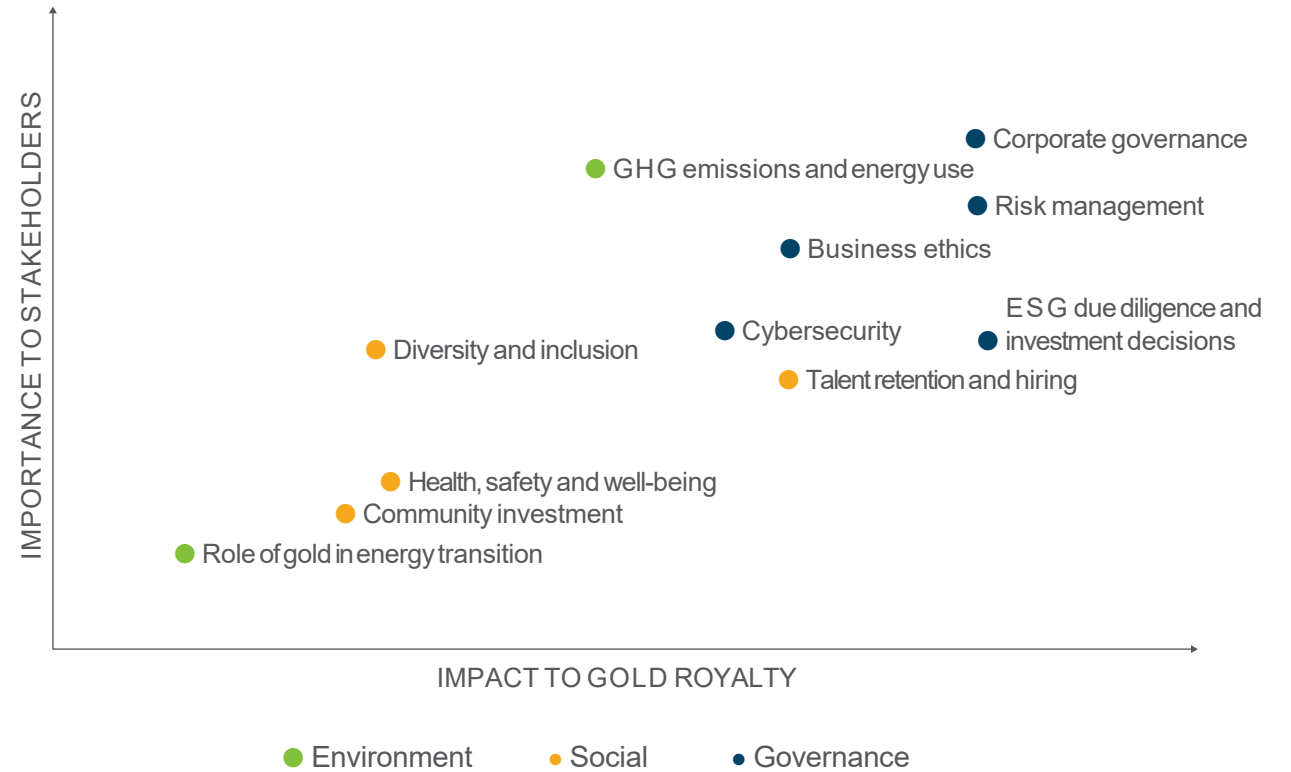 IMPORTANCE TO STAKEHOLDERS
Corporate governance
GHG emissions and energy use
Risk management
Business ethics
ESG due diligence and
investment decisions
Cybersecurity
Diversity and inclusion
Talent retention and hiring
Health, safety and well-being
Community investment
Role of gold in energy transition
IMPACT TO GOLD ROYALTY
Environment
Social
Governance